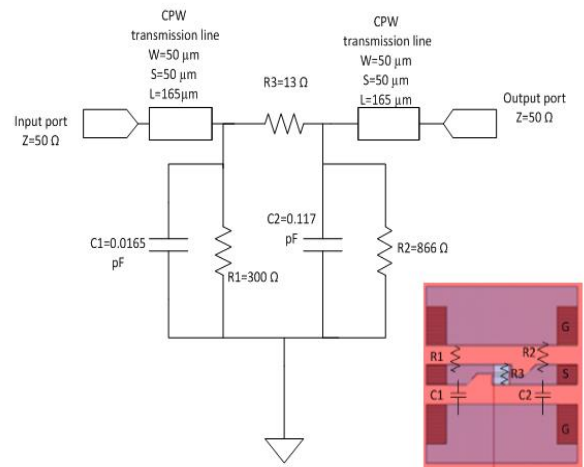 CPW
transmission line
W=50 μm
S=50 μm
L=165μm
CPW
transmission line
W=50 μm
S=50 μm
L=165 μm
R3=13 Ω
Input port
Z=50 Ω
Output port
Z=50 Ω
C1=0.0165
pF
R1=300 Ω
C2=0.117
pF
R2=866 Ω
G
R1
R2
R3
S
C1
C2
G